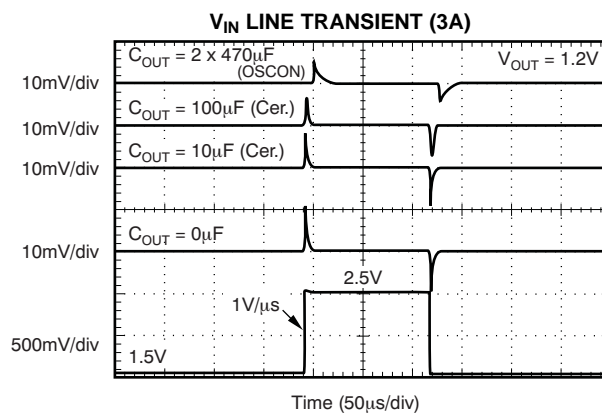 VIN LINE TRANSIENT (3A)
COUT = 2 x 470μF
(OSCON)
VOUT = 1.2V
10mV/div
COUT = 100μF (Cer.)
10mV/div
COUT = 10μF (Cer.)
10mV/div
COUT = 0μF
10mV/div
2.5V
1V/μs
500mV/div
1.5V
Time (50μs/div)